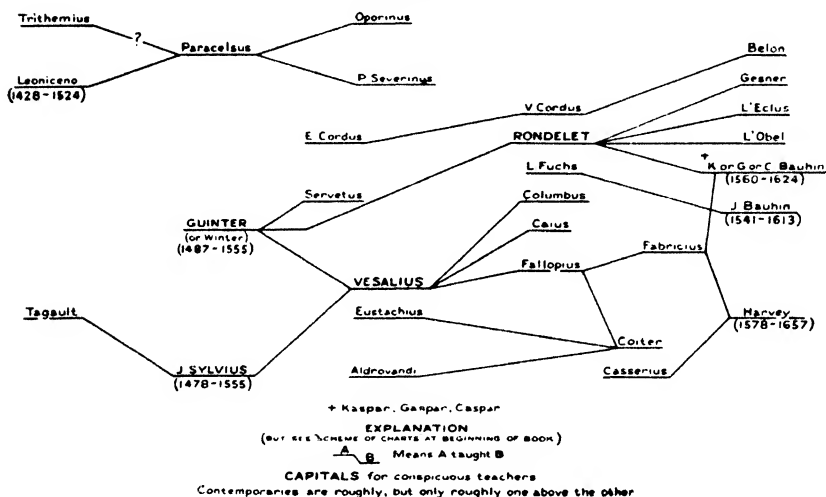 Trithemius
?
Paracelsus
Oporinus
Leoniceno
(1428-1524)
P Severinus
Belon
Gesner
V Cordus
L'Eclus
E. Cordus
RONDELET
L'Obel
L Fuchs
+
K or G or C. Bauhin
(1560-1624)
Servetus
Columbus
J. Bauhin
(1541-1613)
GUINTER
(or Winter)
(1487-1555)
Caius
Fabricius
Fallopius
VESALIUS
Tagault
Eustachius
Harvey
(1578-1657)
Coiter
J. SYLVIUS
(1478-1555)
Aldrovandi
Casserius
+ Kaspar, Gaspar, Caspar
EXPLANATION
(BUT SEE SCHEME OF CHARTS AT BEGINNING OF BOOK)
A B Means A taught B
CAPITALS for conspicuous teachers
Contemporaries are roughly, but only roughly one above the other